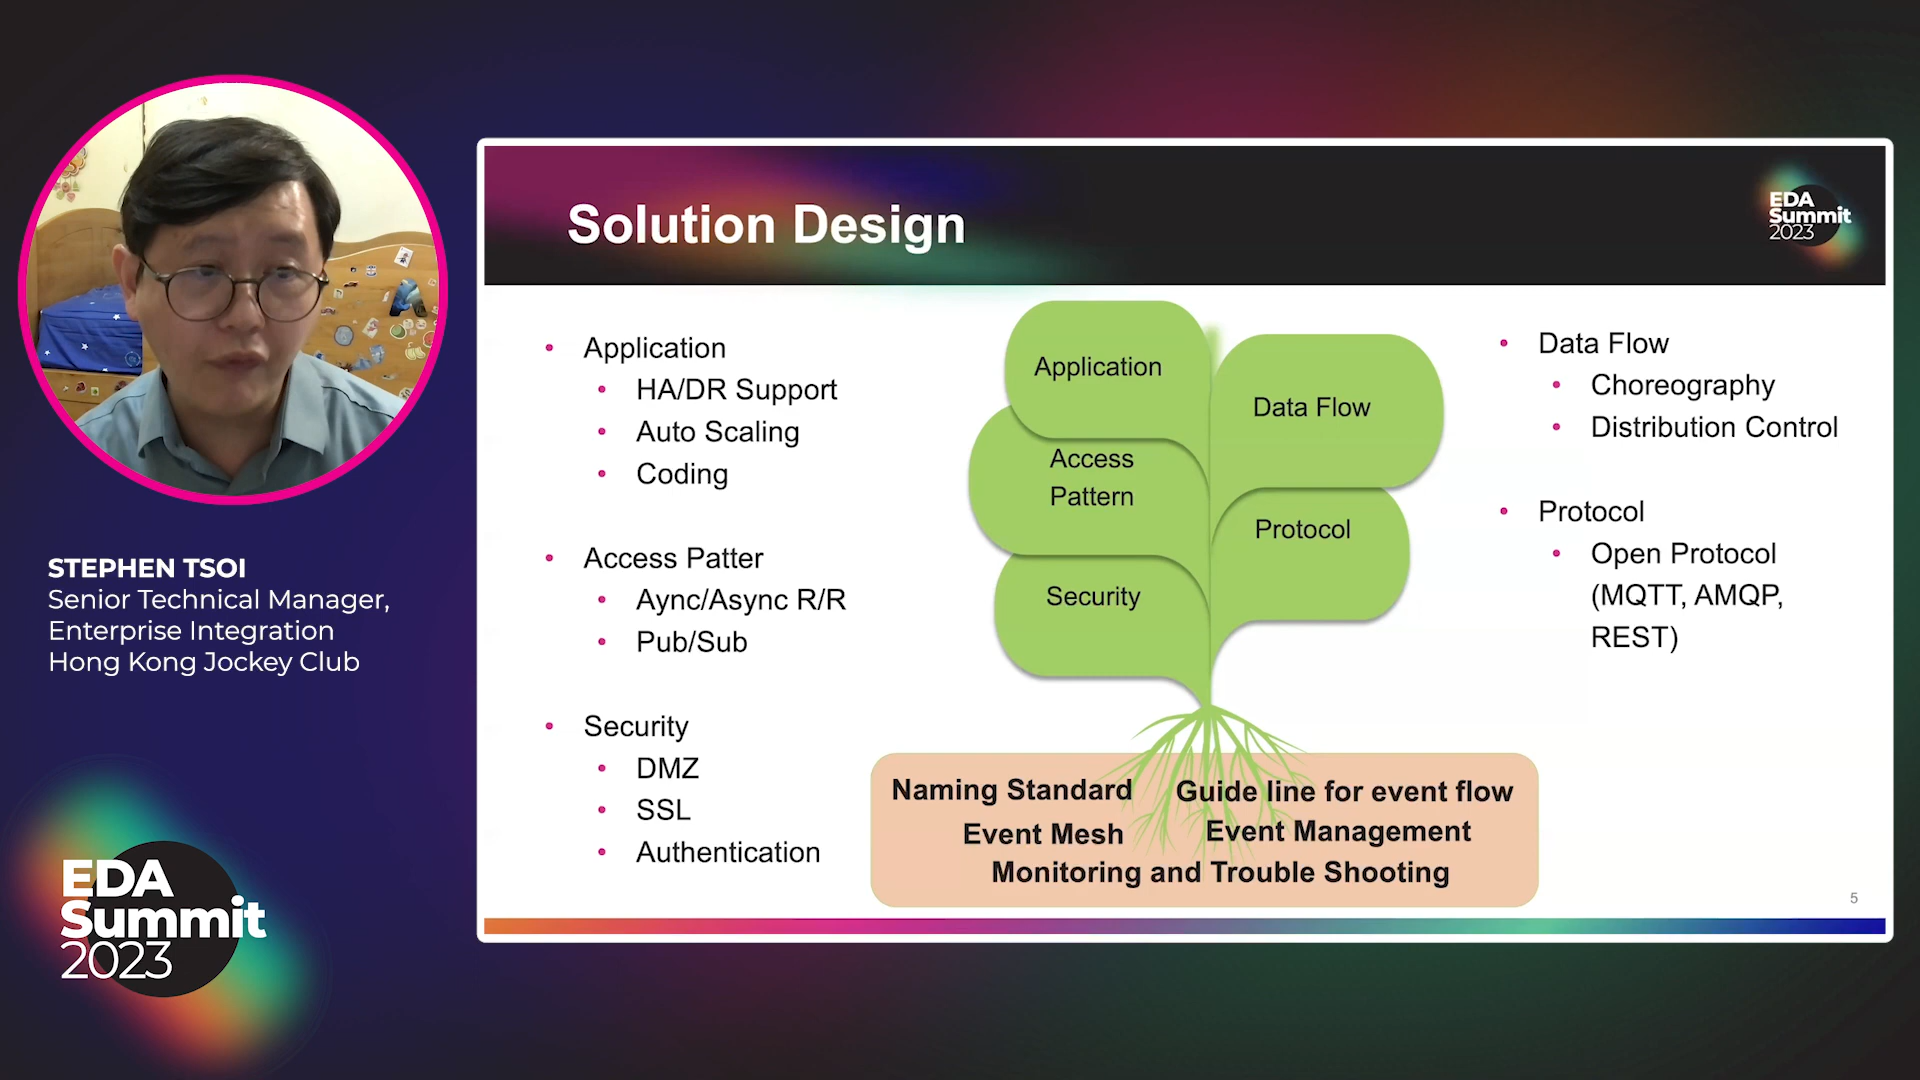 STEPHEN TSOI
Senior Technical Manager,
Enterprise Integration
Hong Kong Jockey Club
EDA
Summit
2023
Solution Design
EDA
Summit
2023
Application
HA/DR Support
Auto Scaling
Coding
Access Patter
Aync/Async R/R
Pub/Sub
Security
DMZ
SSL
Authentication
Application
Access
Pattern
Security
Data Flow
Protocol
Naming Standard
Guide line for event flow
Event Mesh
Event Management
Monitoring and Trouble Shooting
Data Flow
Choreography
Distribution Control
Protocol
Open Protocol
(MQTT, AMQP,
REST)
5